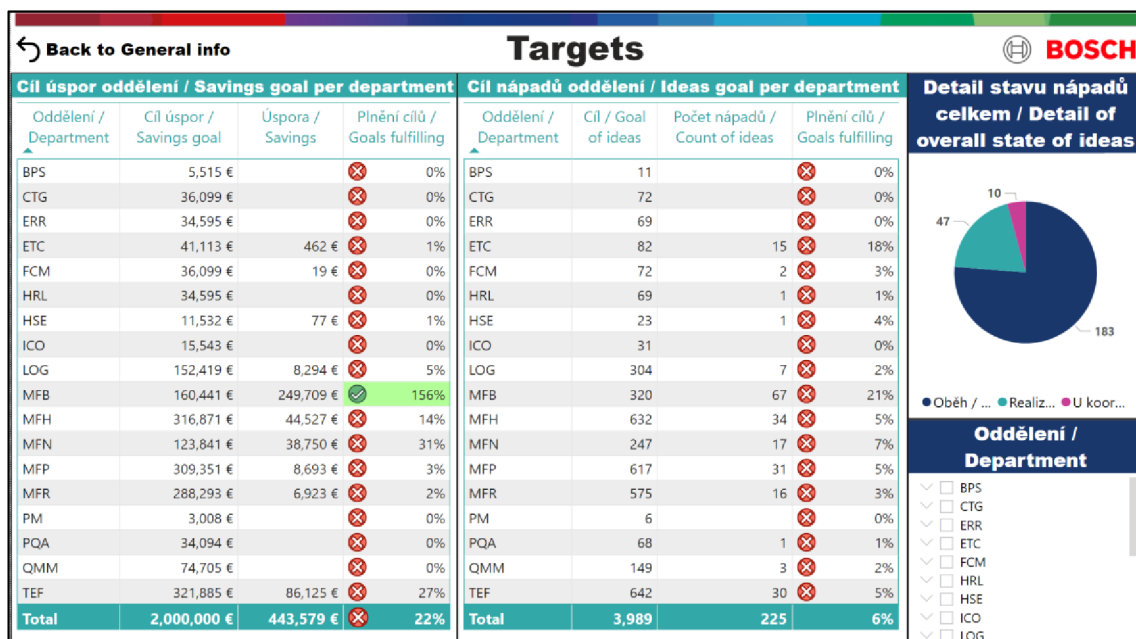 Back to General info
Targets
BOSCH
Cíl úspor oddělení / Savings goal per department
Oddělení / Department Cíl úspor / Savings goal Úspora / Savings Plnění cílů / Goals fulfilling
BPS 5,515 € 0%
CTG 36,099 € 0%
ERR 34,595 € 0%
ETC 41,113 € 462 € 1%
FCM 36,099 € 19 € 0%
HRL 34,595 € 0%
HSE 11,532 € 77 € 1%
ICO 15,543 € 0%
LOG 152,419 € 8,294 € 5%
MFB 160,441 € 249,709 € 156%
MFH 316,871 € 44,527 € 14%
MFN 123,841 € 38,750 € 31%
MFP 309,351 € 8,693 € 3%
MFR 288,293 € 6,923 € 2%
PM 3,008 € 0%
PQA 34,094 € 0%
QMM 74,705 € 0%
TEF 321,885 € 86,125 € 27%
Total 2,000,000 € 443,579 € 22%
Cíl nápadů oddělení / Ideas goal per department
Oddělení / Department Cíl / Goal of ideas Počet nápadů / Count of ideas Plnění cílů / Goals fulfilling
BPS 11 0%
CTG 72 0%
ERR 69 0%
ETC 82 15 18%
FCM 72 2 3%
HRL 69 1 1%
HSE 23 1 4%
ICO 31 0%
LOG 304 7 2%
MFB 320 67 21%
MFH 632 34 5%
MFN 247 17 7%
MFP 617 31 5%
MFR 575 16 3%
PM 6 0%
PQA 68 1 1%
QMM 149 3 2%
TEF 642 30 5%
Total 3,989 225 6%
Detail stavu nápadů
celkem / Detail of
overall state of ideas
10
47
183
Oběh / ... Realiz... U koor...
Oddělení /
Department
BPS
CTG
ERR
ETC
FCM
HRL
HSE
ICO
LOG